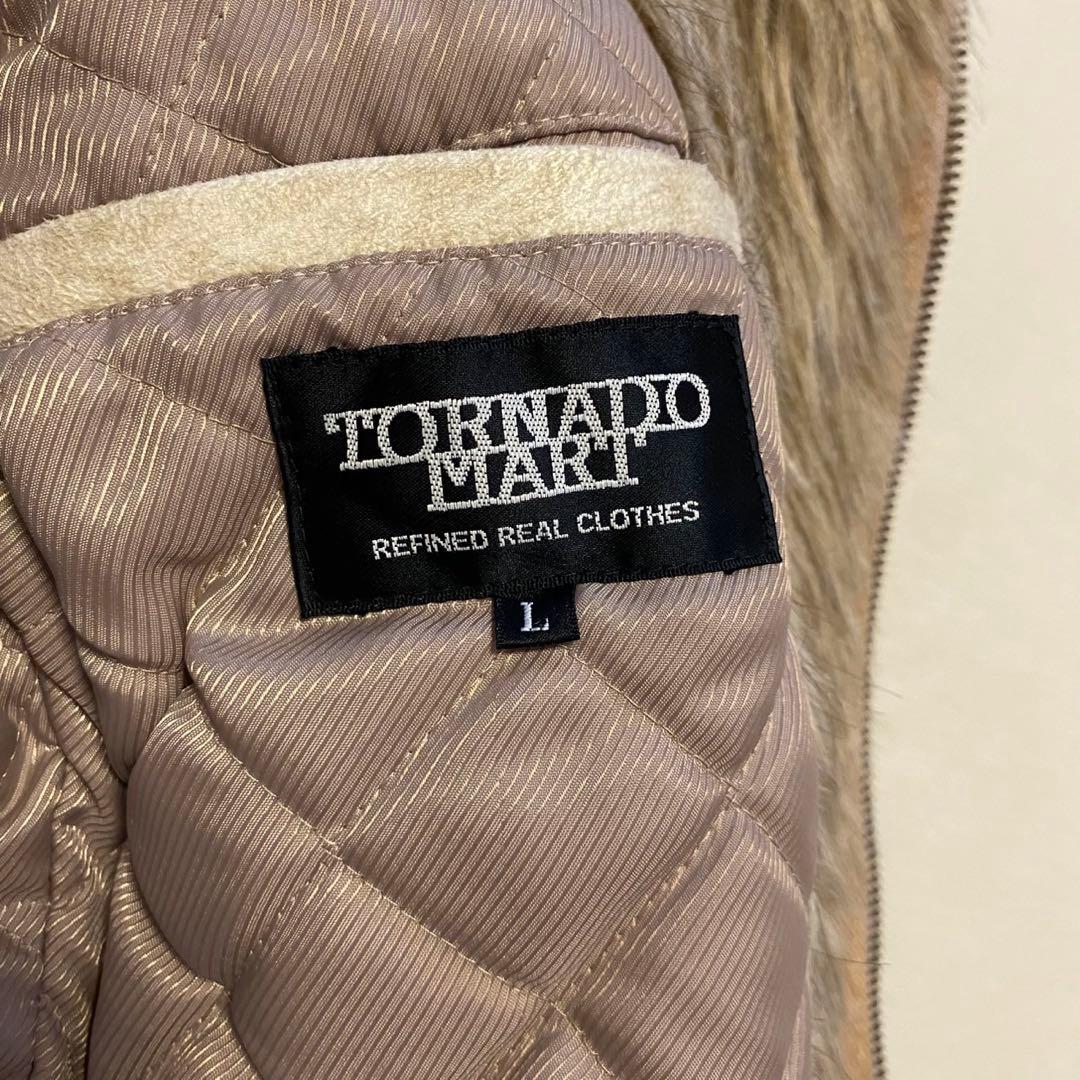 TORNADO
MART
REFINED REAL CLOTHES
L